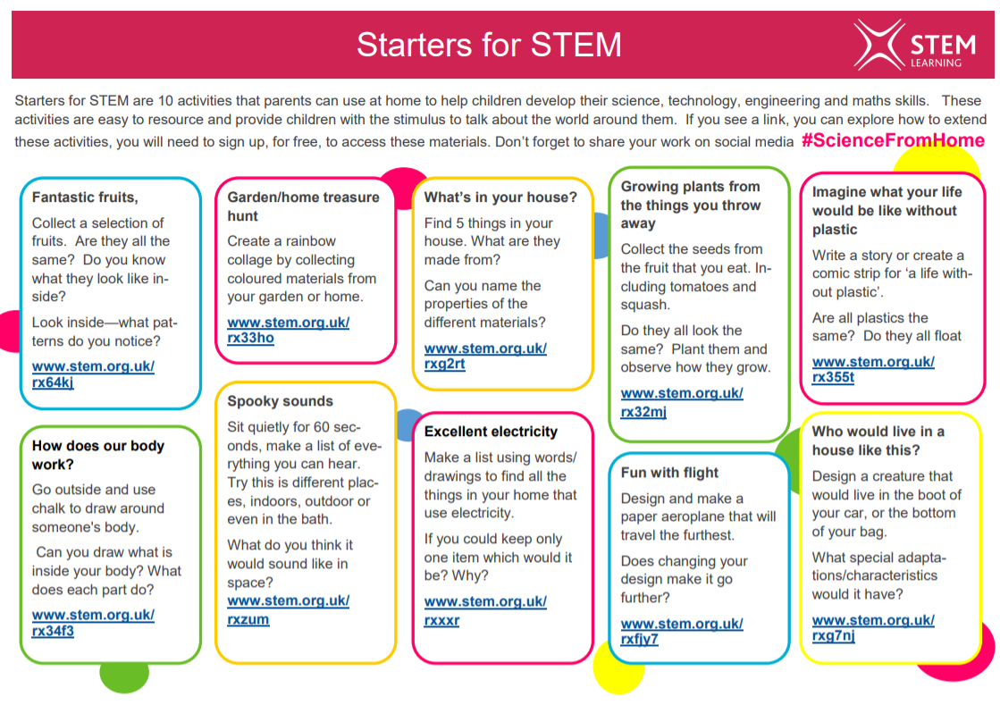 Starters for STEM
STEM
LEARNING
Starters for STEM are 10 activities that parents can use at home to help children develop their science, technology, engineering and maths skills.   These
activities are easy to resource and provide children with the stimulus to talk about the world around them.  If you see a link, you can explore how to extend
these activities, you will need to sign up, for free, to access these materials. Don't forget to share your work on social media  #ScienceFromHome
Fantastic fruits,
Collect a selection of
fruits.  Are they all the
same?  Do you know
what they look like in-
side?
Look inside—what pat-
terns do you notice?
www.stem.org.uk/
rx64kj
How does our body
work?
Go outside and use
chalk to draw around
someone's body.
Can you draw what is
inside your body? What
does each part do?
www.stem.org.uk/
rx34f3
Garden/home treasure
hunt
Create a rainbow
collage by collecting
coloured materials from
your garden or home.
www.stem.org.uk/
rx33ho
Spooky sounds
Sit quietly for 60 sec-
onds, make a list of eve-
rything you can hear.
Try this is different plac-
es, indoors, outdoor or
even in the bath.
What do you think it
would sound like in
space?
www.stem.org.uk/
rxzum
What's in your house?
Find 5 things in your
house. What are they
made from?
Can you name the
properties of the
different materials?
www.stem.org.uk/
rxg2rt
Excellent electricity
Make a list using words/
drawings to find all the
things in your home that
use electricity.
If you could keep only
one item which would it
be? Why?
www.stem.org.uk/
rxxxr
Growing plants from
the things you throw
away
Collect the seeds from
the fruit that you eat. In-
cluding tomatoes and
squash.
Do they all look the
same?  Plant them and
observe how they grow.
www.stem.org.uk/
rx32mj
Fun with flight
Design and make a
paper aeroplane that will
travel the furthest.
Does changing your
design make it go
further?
www.stem.org.uk/
rxfjy7
Imagine what your life
would be like without
plastic
Write a story or create a
comic strip for 'a life with-
out plastic'.
Are all plastics the
same?  Do they all float
www.stem.org.uk/
rx355t
Who would live in a
house like this?
Design a creature that
would live in the boot of
your car, or the bottom
of your bag.
What special adapta-
tions/characteristics
would it have?
www.stem.org.uk/
rxg7nj